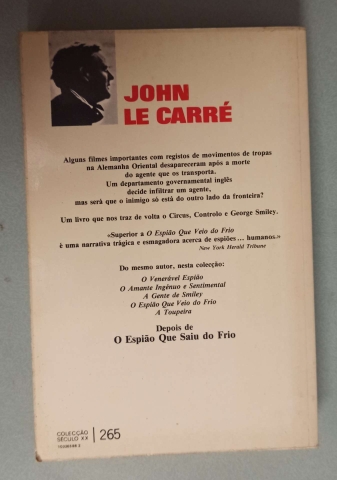 JOHN
LE CARRÉ
Alguns filmes importantes com registos de movimentos de tropas
na Alemanha Oriental desapareceram após a morte
do agente que os transporta.
Um departamento governamental inglês
decide infiltrar um agente,
mas será que o inimigo só está do outro lado da fronteira?
Um livro que nos traz de volta o Circus, Controlo e George Smiley.
«Superior a O Espião Que Veio do Frio
é uma narrativa trágica e esmagadora acerca de espiões... humanos.»
New York Herald Tribune
Do mesmo autor, nesta colecção:
O Venerável Espião
O Amante Ingénuo e Sentimental
A Gente de Smiley
O Espião Que Veio do Frio
A Toupeira
Depois de
O Espião Que Saiu do Frio
COLECÇÃO
SÉCULO XX
265